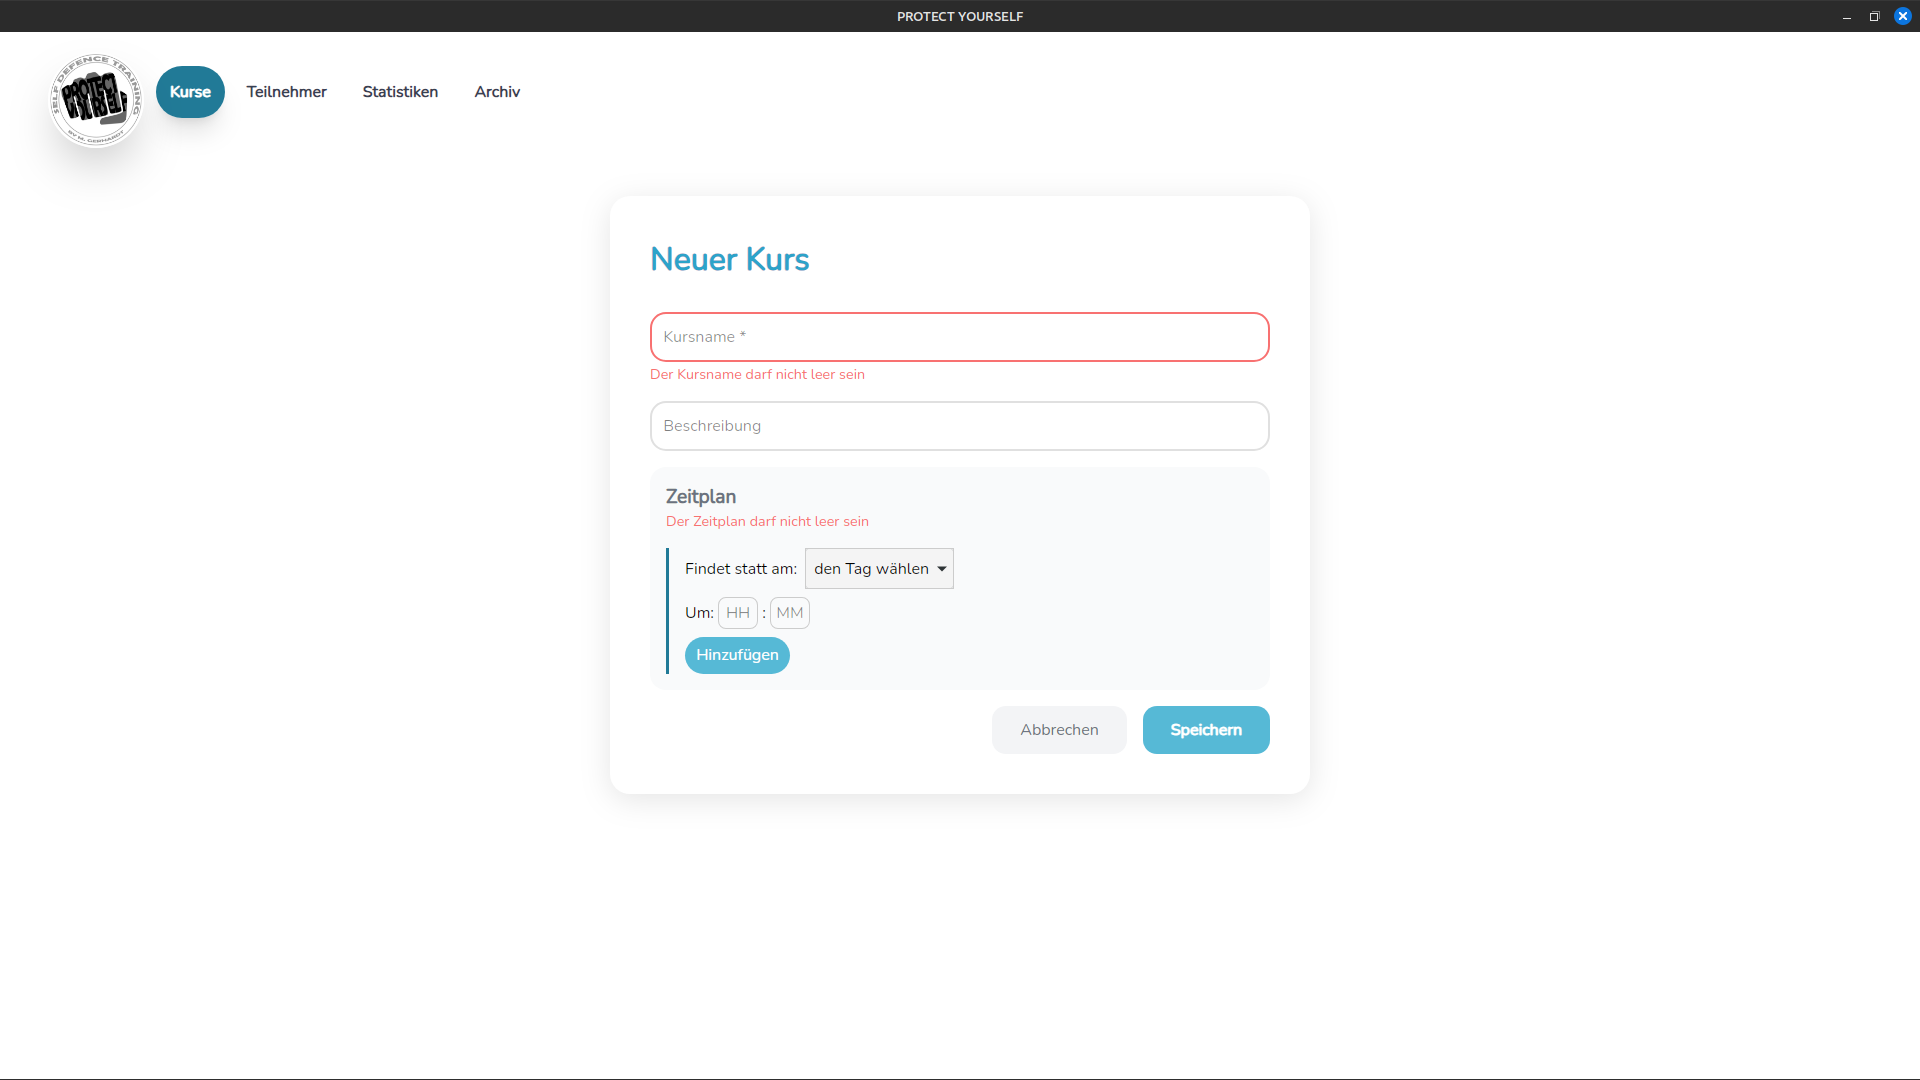 PROTECT YOURSELF
SELF DEFENCE TRAINING
PROTECT
YOURSELF
BY M. GERHARDT
Kurse
Teilnehmer
Statistiken
Archiv
Neuer Kurs
Kursname *
Der Kursname darf nicht leer sein
Beschreibung
Zeitplan
Der Zeitplan darf nicht leer sein
Findet statt am: den Tag wählen
Um: HH : MM
Hinzufügen
Abbrechen Speichern